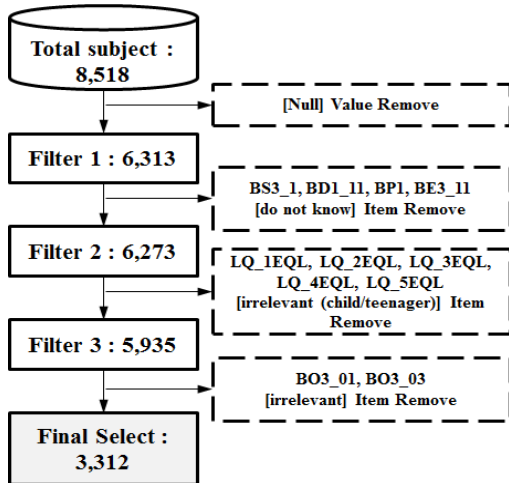 Total subject :
8,518
[Null] Value Remove
Filter 1 : 6,313
BS3_1, BD1_11, BP1, BE3_11
[do not know] Item Remove
Filter 2 : 6,273
LQ_1EQL, LQ_2EQL, LQ_3EQL,
LQ_4EQL, LQ_5EQL
[irrelevant (child/teenager)] Item
Remove
Filter 3 : 5,935
BO3_01, BO3_03
[irrelevant] Item Remove
Final Select :
3,312